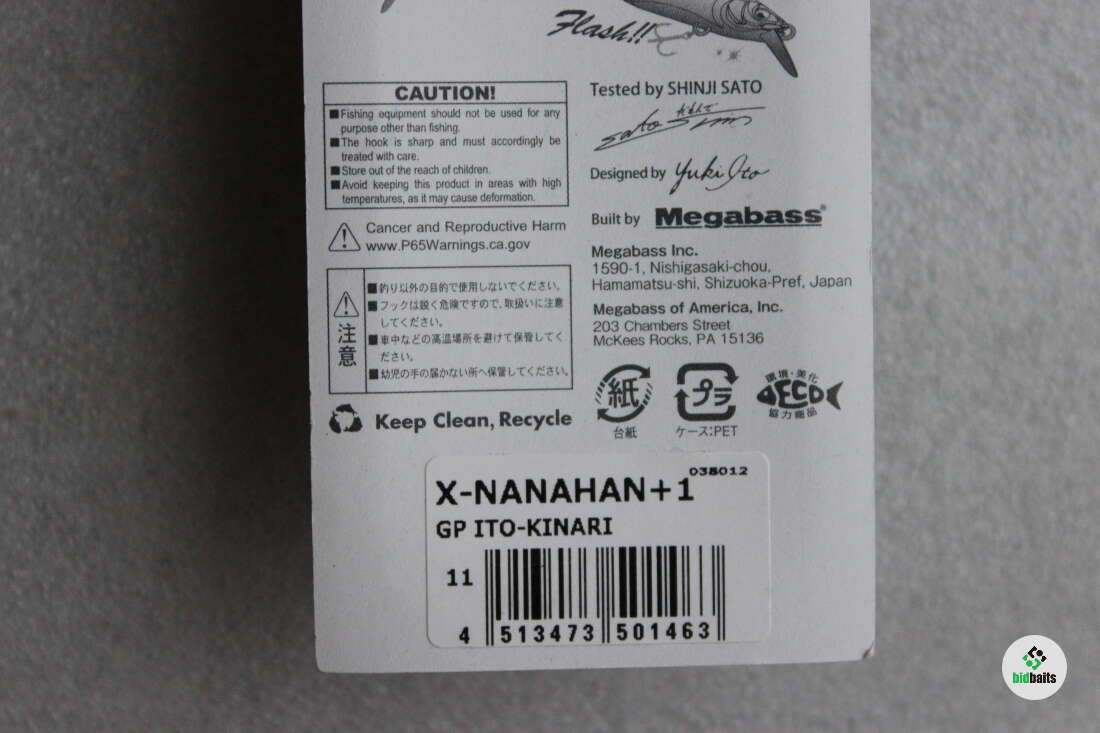 Flash!!
CAUTION!
■Fishing equipment should not be used for any
purpose other than fishing.
■The hook is sharp and must accordingly be
treated with care.
■Store out of the reach of children.
■Avoid keeping this product in areas with high
temperatures, as it may cause deformation.
Cancer and Reproductive Harm
www.P65Warnings.ca.gov
注意
■釣り以外の目的で使用しないでください。
■フックは鋭く危険ですので、取扱いに注意
してください。
■車中などの高温場所を避けて保管してく
ださい。
■幼児の手の届かない所へ保管してください。
Keep Clean, Recycle
Tested by SHINJI SATO
Designed by Yuki Ito
Built by Megabass®
Megabass Inc.
1590-1, Nishigasaki-chou,
Hamamatsu-shi, Shizuoka-Pref, Japan
Megabass of America, Inc.
203 Chambers Street
McKees Rocks, PA 15136
紙
台紙
プラ
ケース:PET
環境・美化
ECO
協力商品
038012
X-NANAHAN+1
GP ITO-KINARI
11
4 513473 501463
bidbaits